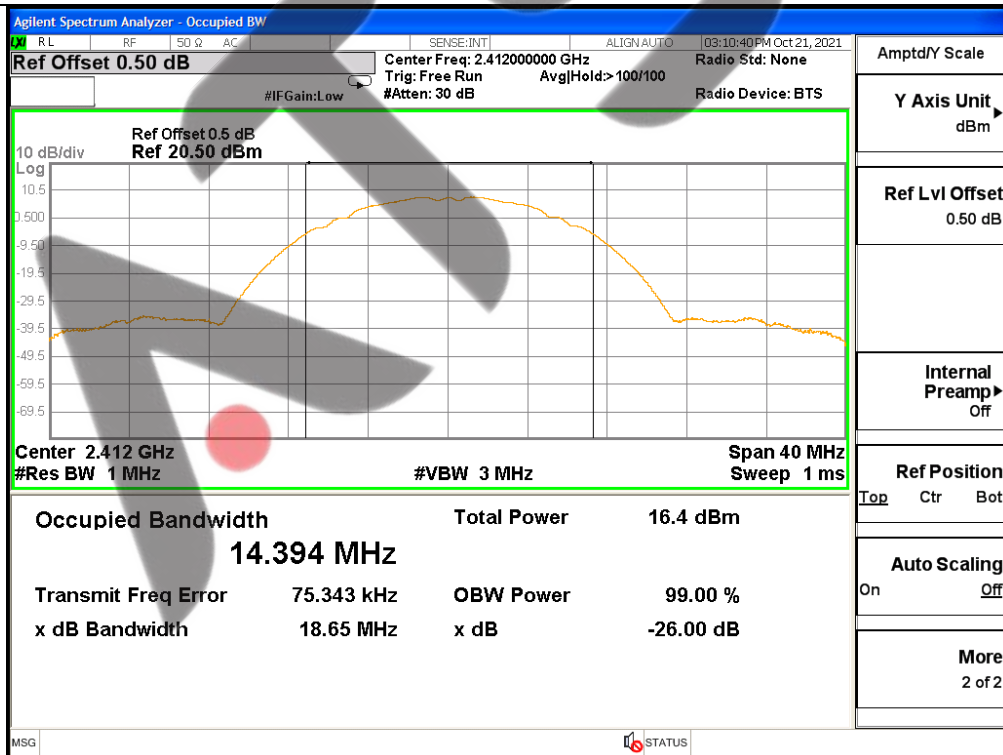 Agilent Spectrum Analyzer - Occupied BW
LXI RL RF 50 Ω AC SENSE:INT ALIGN AUTO 03:10:40 PM Oct 21, 2021
Ref Offset 0.50 dB
Center Freq: 2.412000000 GHz
Radio Std: None
Trig: Free Run
Avg|Hold:> 100/100
#IFGain:Low
#Atten: 30 dB
Radio Device: BTS
Ref Offset 0.5 dB
10 dB/div
Ref 20.50 dBm
Log
10.5
0.500
-9.50
-19.5
-29.5
-39.5
-49.5
-59.5
-69.5
Center 2.412 GHz
Span 40 MHz
#Res BW 1 MHz
#VBW 3 MHz
Sweep 1 ms
Occupied Bandwidth
Total Power 16.4 dBm
14.394 MHz
Transmit Freq Error 75.343 kHz
OBW Power 99.00 %
x dB Bandwidth 18.65 MHz
x dB -26.00 dB
MSG
STATUS
Amptd/Y Scale
Y Axis Unit
dBm
Ref Lvl Offset
0.50 dB
Internal
Preamp
Off
Ref Position
Top Ctr Bot
Auto Scaling
On Off
More
2 of 2